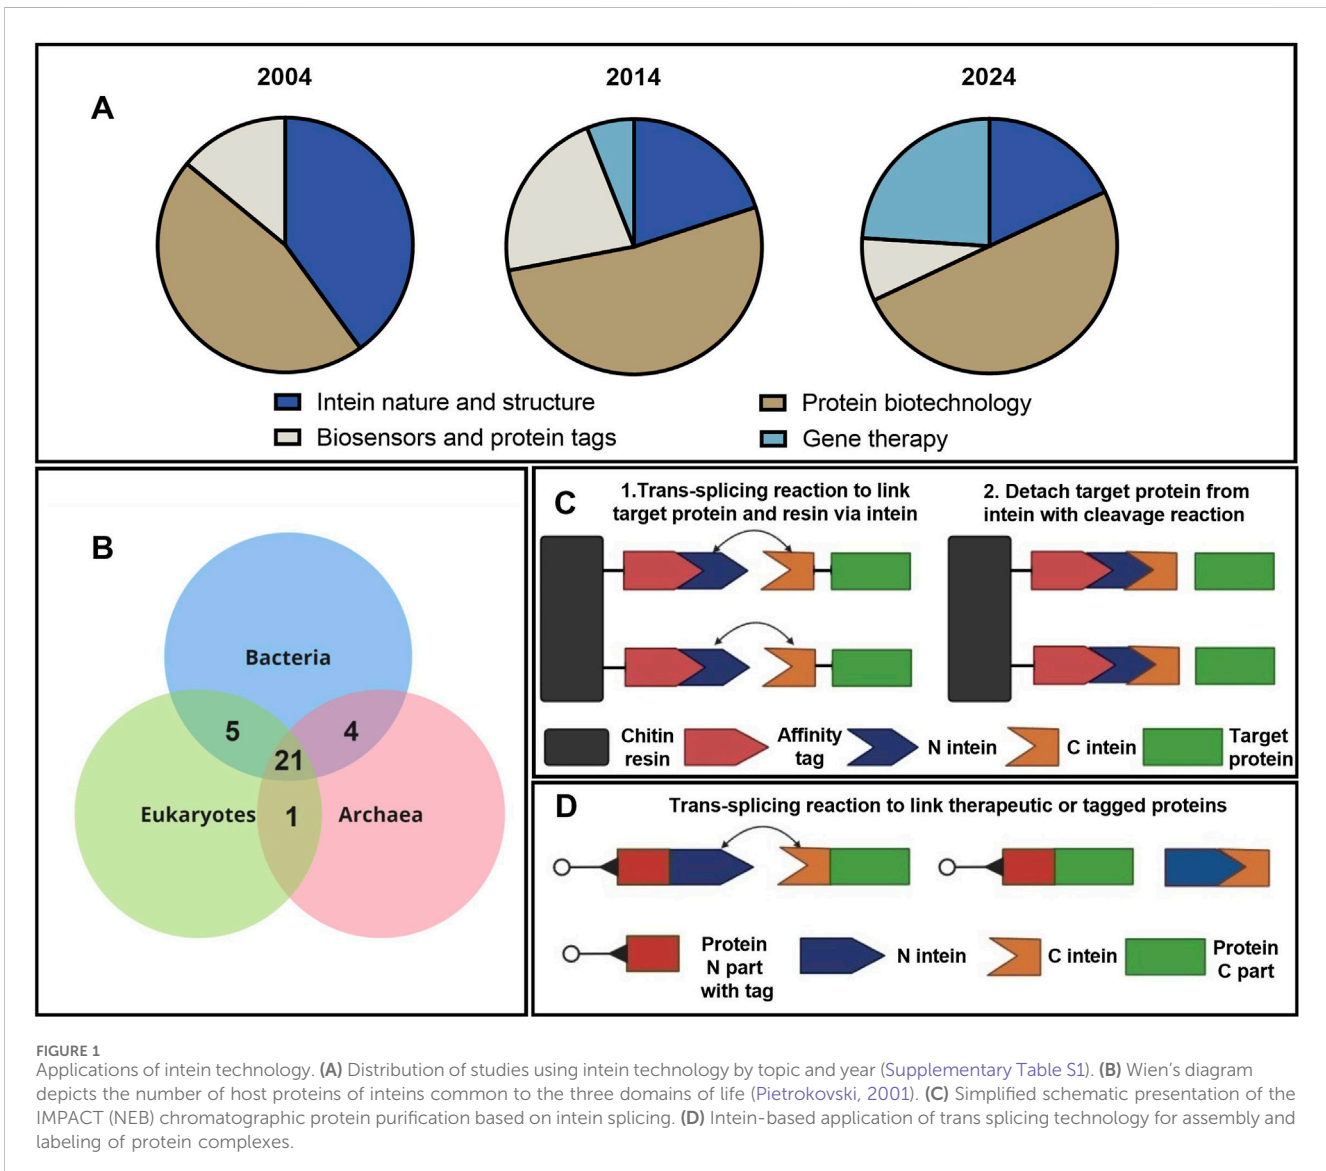 2004
2014
2024
A
Intein nature and structure
Protein biotechnology
Biosensors and protein tags
Gene therapy
B
Bacteria
5
4
21
Eukaryotes
1
Archaea
C
1.Trans-splicing reaction to link
target protein and resin via intein
2. Detach target protein from
intein with cleavage reaction
Chitin
resin
Affinity
tag
N intein
C intein
Target
protein
D
Trans-splicing reaction to link therapeutic or tagged proteins
Protein
N part
with tag
N intein
C intein
Protein
C part
FIGURE 1
Applications of intein technology. (A) Distribution of studies using intein technology by topic and year (Supplementary Table S1). (B) Wien's diagram
depicts the number of host proteins of inteins common to the three domains of life (Pietrokovski, 2001). (C) Simplified schematic presentation of the
IMPACT (NEB) chromatographic protein purification based on intein splicing. (D) Intein-based application of trans splicing technology for assembly and
labeling of protein complexes.